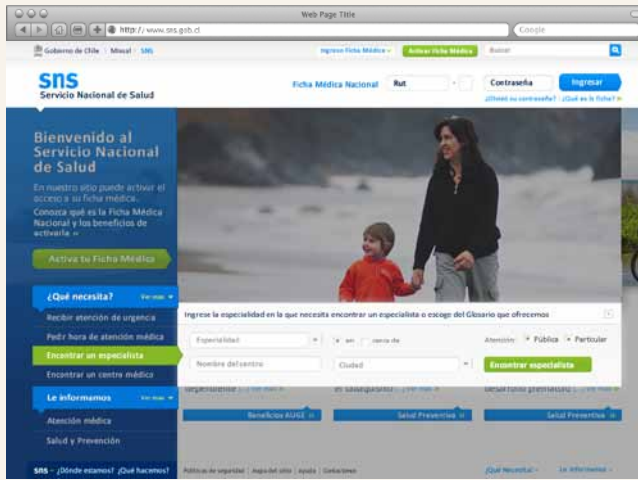 Web Page Title
http://www.sns.gob.cl
Google
Gobierno de Chile Minsal SNS
Ingreso Ficha Médica
Activar Ficha Médica
Buscar
sns
Servicio Nacional de Salud
Ficha Médica Nacional
Rut
-
Contraseña
Ingresar
¿Olvidó su contraseña? ¿Qué es la Ficha?
Bienvenido al
Servicio Nacional
de Salud
En nuestro sitio puede activar el
acceso a su ficha médica.
Conozca qué es la Ficha Médica
Nacional y los beneficios de
activarla »
Activa tu Ficha Médica
¿Qué necesita? Ver más
Recibir atención de urgencia
Pedir hora de atención médica
Encontrar un especialista
Encontrar un centro médico
Ingrese la especialidad en la que necesita encontrar un especialista o escoge del Glosario que ofrecemos
Especialidad
en cerca de
Atención: Pública Particular
Nombre del centro
Ciudad
Encontrar especialista
Le informamos Ver más
Atención médica
Salud y Prevención
Beneficios AUGE »
Salud Preventiva »
Salud Preventiva »
sns - ¿Dónde estamos? ¿Qué hacemos?
Políticas de seguridad | Mapa del sitio | Ayuda | Contáctenos
¿Qué Necesita?
Le Informamos